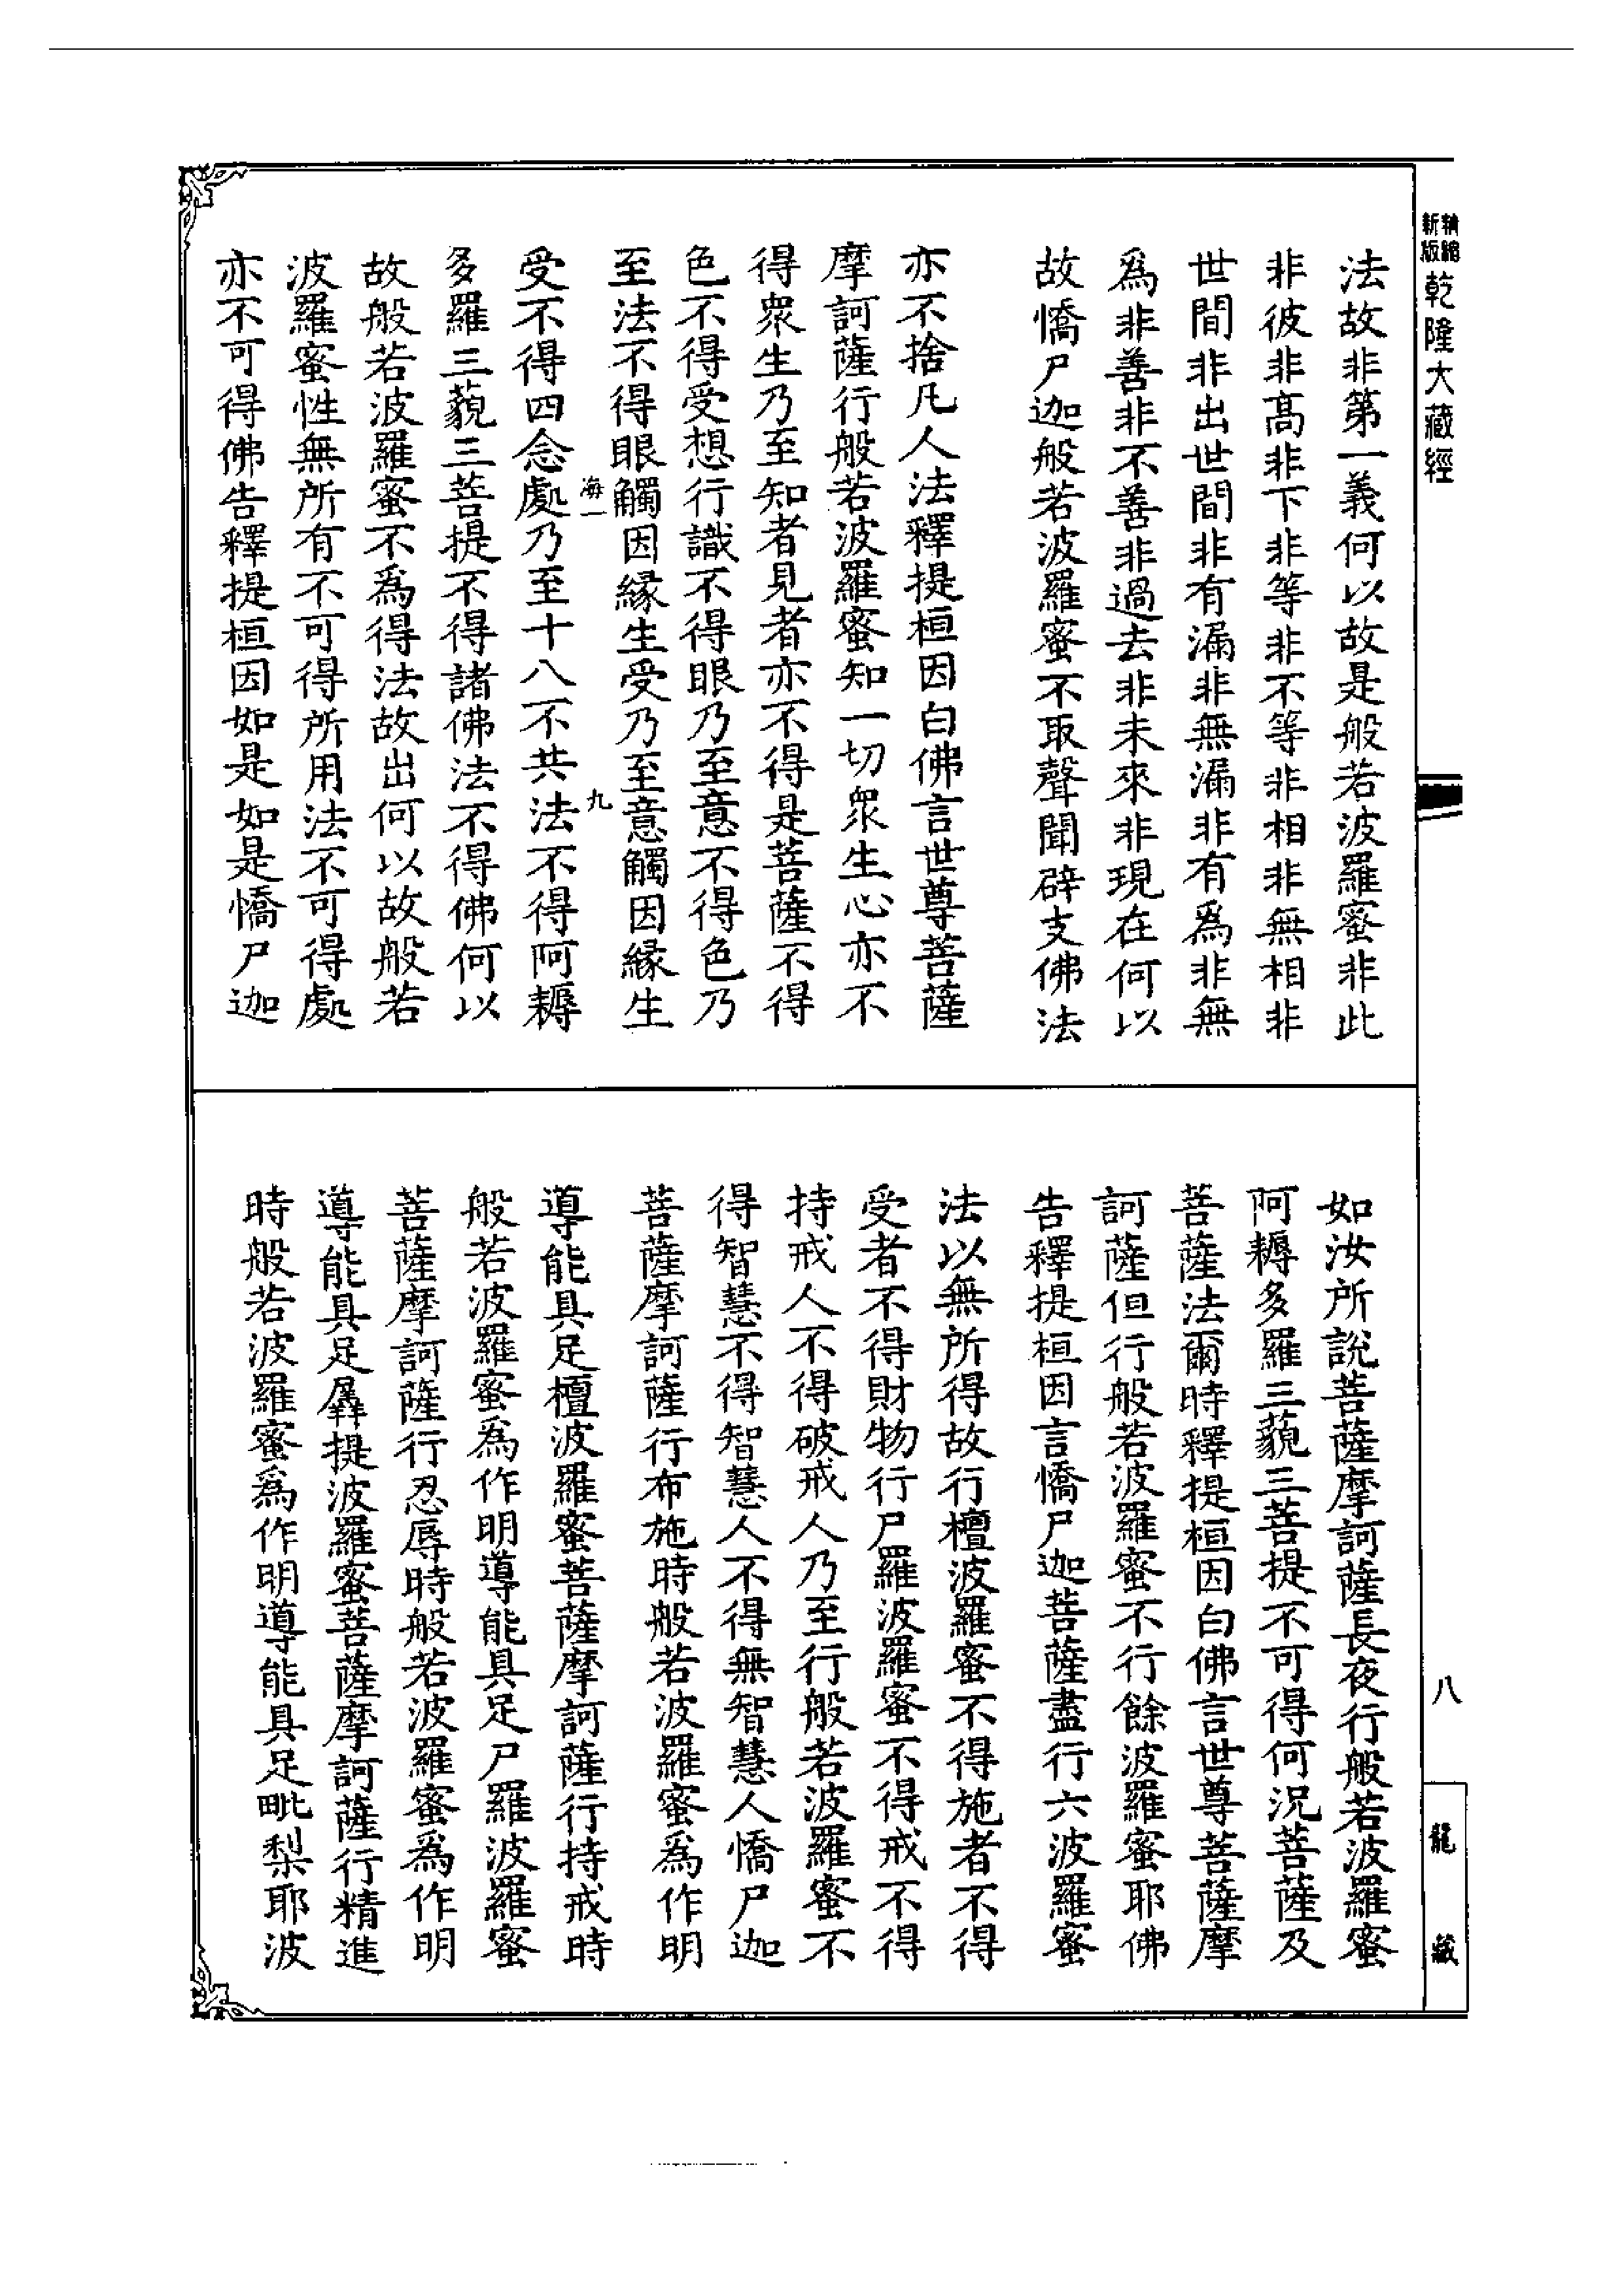 新版
精縮
乾隆大藏經
八
龍藏
法故非第一義何以故是般若波羅蜜非此
非彼非高非下非等非不等非相非無相非
世間非出世間非有漏非無漏非有爲非無
爲非善非不善非過去非未來非現在何以
故憍尸迦般若波羅蜜不取聲聞辟支佛法
亦不捨凡人法釋提桓因白佛言世尊菩薩
摩訶薩行般若波羅蜜知一切衆生心亦不
得衆生乃至知者見者亦不得是菩薩不得
色不得受想行識不得眼乃至意不得色乃
至法不得眼觸因緣生受乃至意觸因緣生
海一
九
受不得四念處乃至十八不共法不得阿耨
多羅三藐三菩提不得諸佛法不得佛何以
故般若波羅蜜不爲得法故出何以故般若
波羅蜜性無所有不可得所用法不可得處
亦不可得佛告釋提桓因如是如是憍尸迦
如汝所說菩薩摩訶薩長夜行般若波羅蜜
阿耨多羅三藐三菩提不可得何況菩薩及
菩薩法爾時釋提桓因白佛言世尊菩薩摩
訶薩但行般若波羅蜜不行餘波羅蜜耶佛
告釋提桓因言憍尸迦菩薩盡行六波羅蜜
法以無所得故行檀波羅蜜不得施者不得
受者不得財物行尸羅波羅蜜不得戒不得
持戒人不得破戒人乃至行般若波羅蜜不
得智慧不得智慧人不得無智慧人憍尸迦
菩薩摩訶薩行布施時般若波羅蜜爲作明
導能具足檀波羅蜜菩薩摩訶薩行持戒時
般若波羅蜜爲作明導能具足尸羅波羅蜜
菩薩摩訶薩行忍辱時般若波羅蜜爲作明
導能具足羼提波羅蜜菩薩摩訶薩行精進
時般若波羅蜜爲作明導能具足毗梨耶波